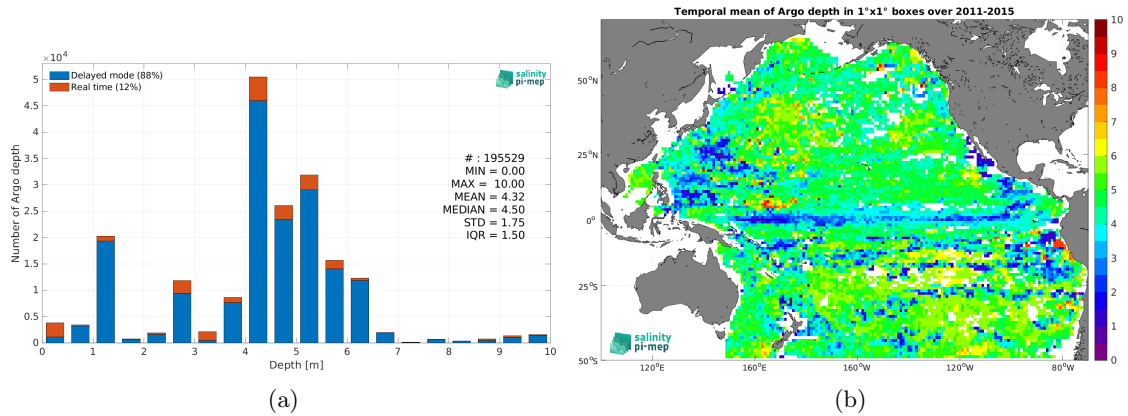 ×10⁴
5
4.5
4
3.5
3
2.5
2
1.5
1
0.5
0
Number of Argo depth
Delayed mode (88%)
Real time (12%)
salinity
pi-mep
# : 195529
MIN = 0.00
MAX = 10.00
MEAN = 4.32
MEDIAN = 4.50
STD = 1.75
IQR = 1.50
0 1 2 3 4 5 6 7 8 9 10
Depth [m]
(a)
Temporal mean of Argo depth in 1°x1° boxes over 2011-2015
50°N
25°N
0°
25°S
50°S
salinity
pi-mep
120°E 160°E 160°W 120°W 80°W
10
9
8
7
6
5
4
3
2
1
0
(b)